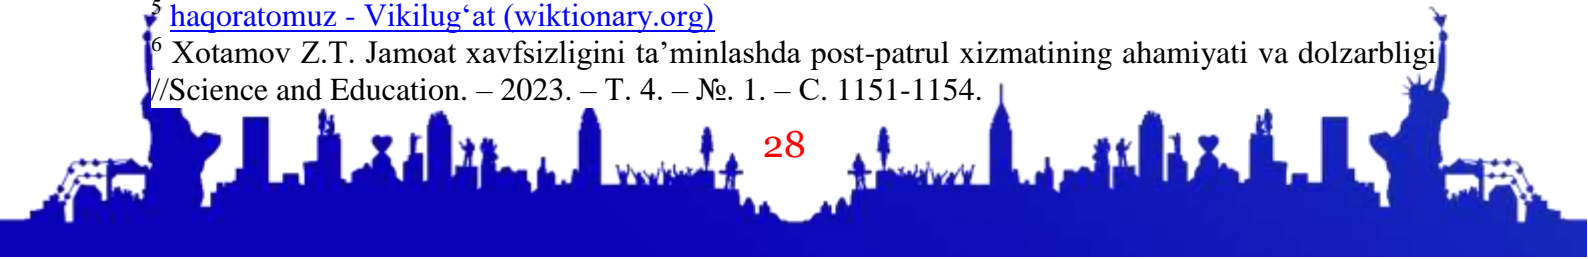 5 haqoratomuz - Vikilug‘at (wiktionary.org)
6 Xotamov Z.T. Jamoat xavfsizligini ta’minlashda post-patrul xizmatining ahamiyati va dolzarbligi
//Science and Education. – 2023. – T. 4. – №. 1. – C. 1151-1154.
28